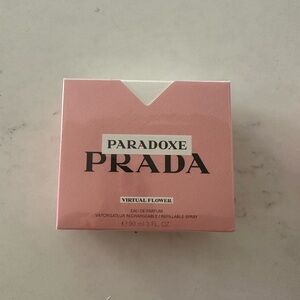 PARADOXE
PRADA
VIRTUAL FLOWER
EAU DE PARFUM
VAPORISATEUR RECHARGEABLE / REFILLABLE SPRAY
℮ 90 ml 3 FL. OZ